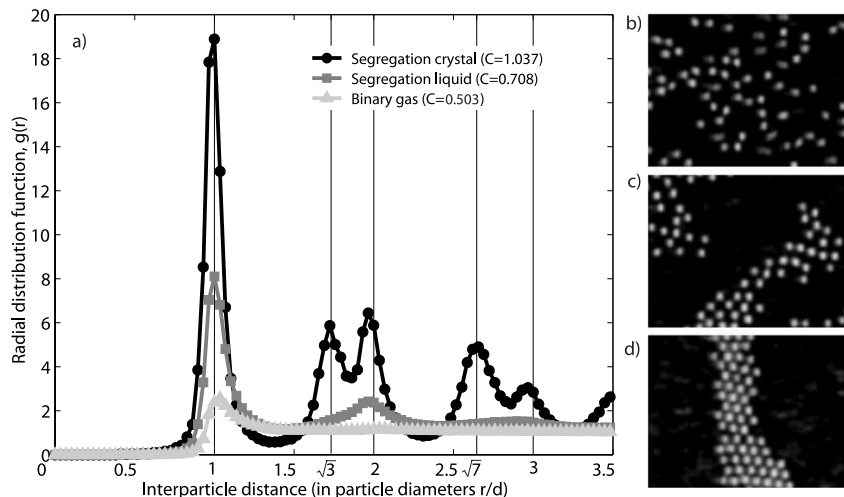 a)
Segregation crystal (C=1.037)
Segregation liquid (C=0.708)
Binary gas (C=0.503)
Radial distribution function, g(r)
20
18
16
14
12
10
8
6
4
2
0
0 0.5 1 1.5 √3 2 2.5 √7 3 3.5
Interparticle distance (in particle diameters r/d)
b)
c)
d)